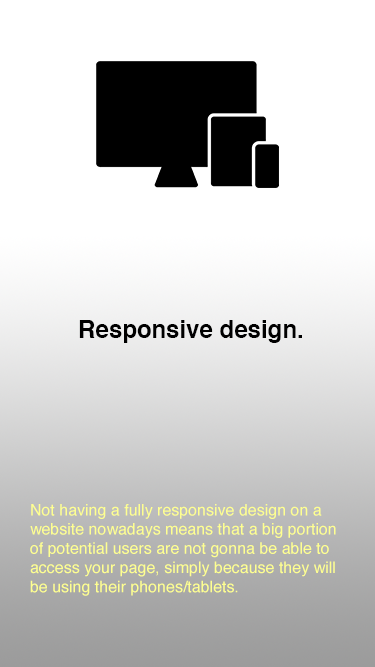 Responsive design.
Not having a fully responsive design on a
website nowadays means that a big portion
of potential users are not gonna be able to
access your page, simply because they will
be using their phones/tablets.